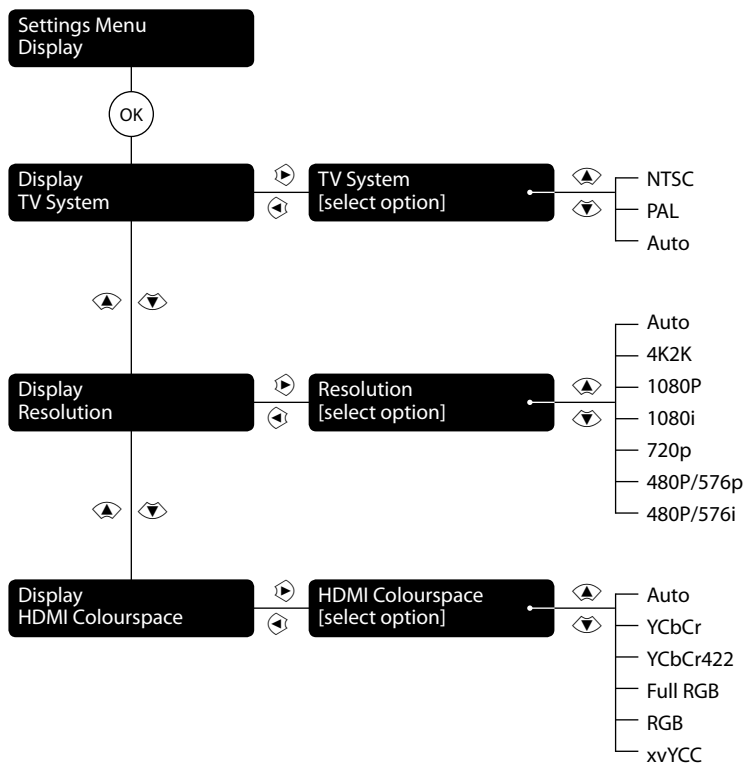 Settings Menu
Display
OK
Display
TV System
TV System
[select option]
NTSC
PAL
Auto
Display
Resolution
Resolution
[select option]
Auto
4K2K
1080P
1080i
720p
480P/576p
480P/576i
Display
HDMI Colourspace
HDMI Colourspace
[select option]
Auto
YCbCr
YCbCr422
Full RGB
RGB
xvYCC